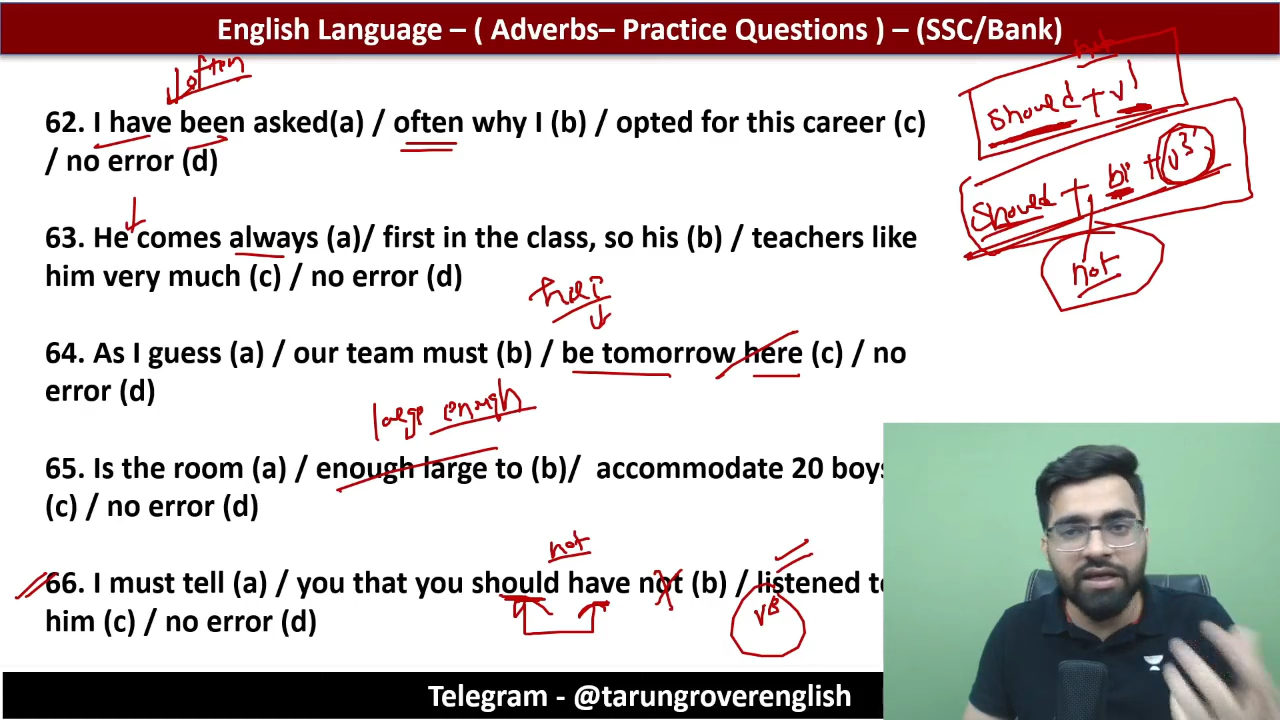 English Language – ( Adverbs– Practice Questions ) – (SSC/Bank)
often
62. I have been asked(a) / often why I (b) / opted for this career (c)
/ no error (d)
not
should + v1
should + be + v3
not
63. He comes always (a)/ first in the class, so his (b) / teachers like
him very much (c) / no error (d)
64. As I guess (a) / our team must (b) / be tomorrow here (c) / no
error (d)
large enough
65. Is the room (a) / enough large to (b)/ accommodate 20 boys
(c) / no error (d)
not
66. I must tell (a) / you that you should have not (b) / listened to
him (c) / no error (d)
v3
Telegram - @tarungroverenglish